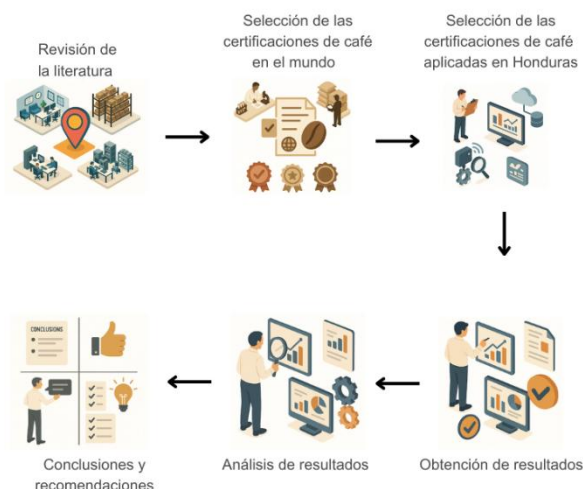 Revisión de
la literatura
Selección de las
certificaciones de café
en el mundo
Selección de las
certificaciones de café
aplicadas en Honduras
CONCLUSIONS
Conclusiones y
recomendaciones
Análisis de resultados
Obtención de resultados